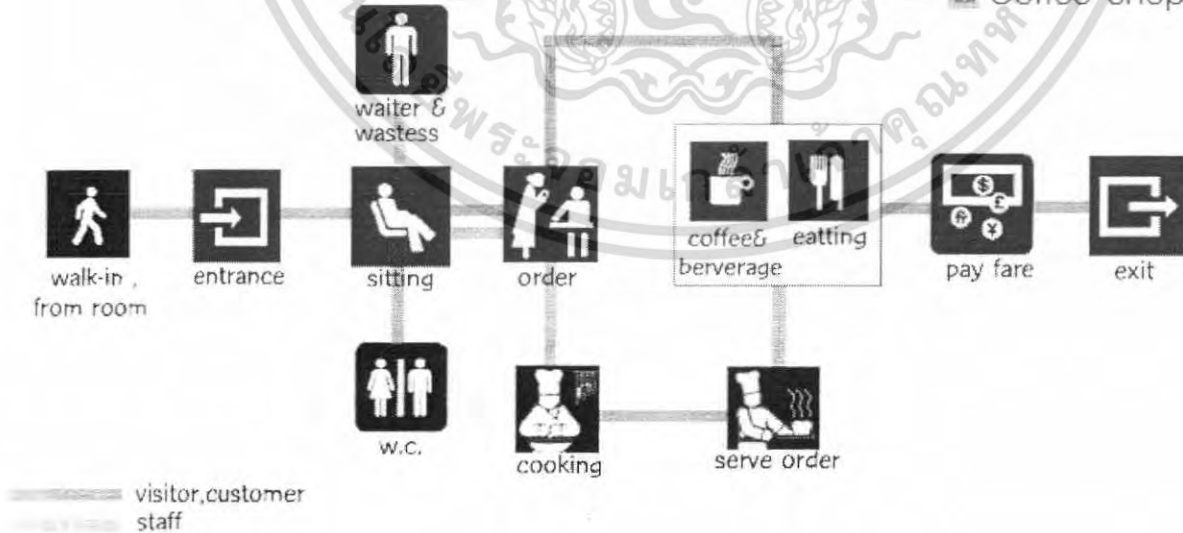 Coffee Shop
waiter &
wastess
walk-in ,
from room
entrance
sitting
order
coffee&
berverage
eatting
pay fare
exit
w.c.
cooking
serve order
visitor,customer
staff